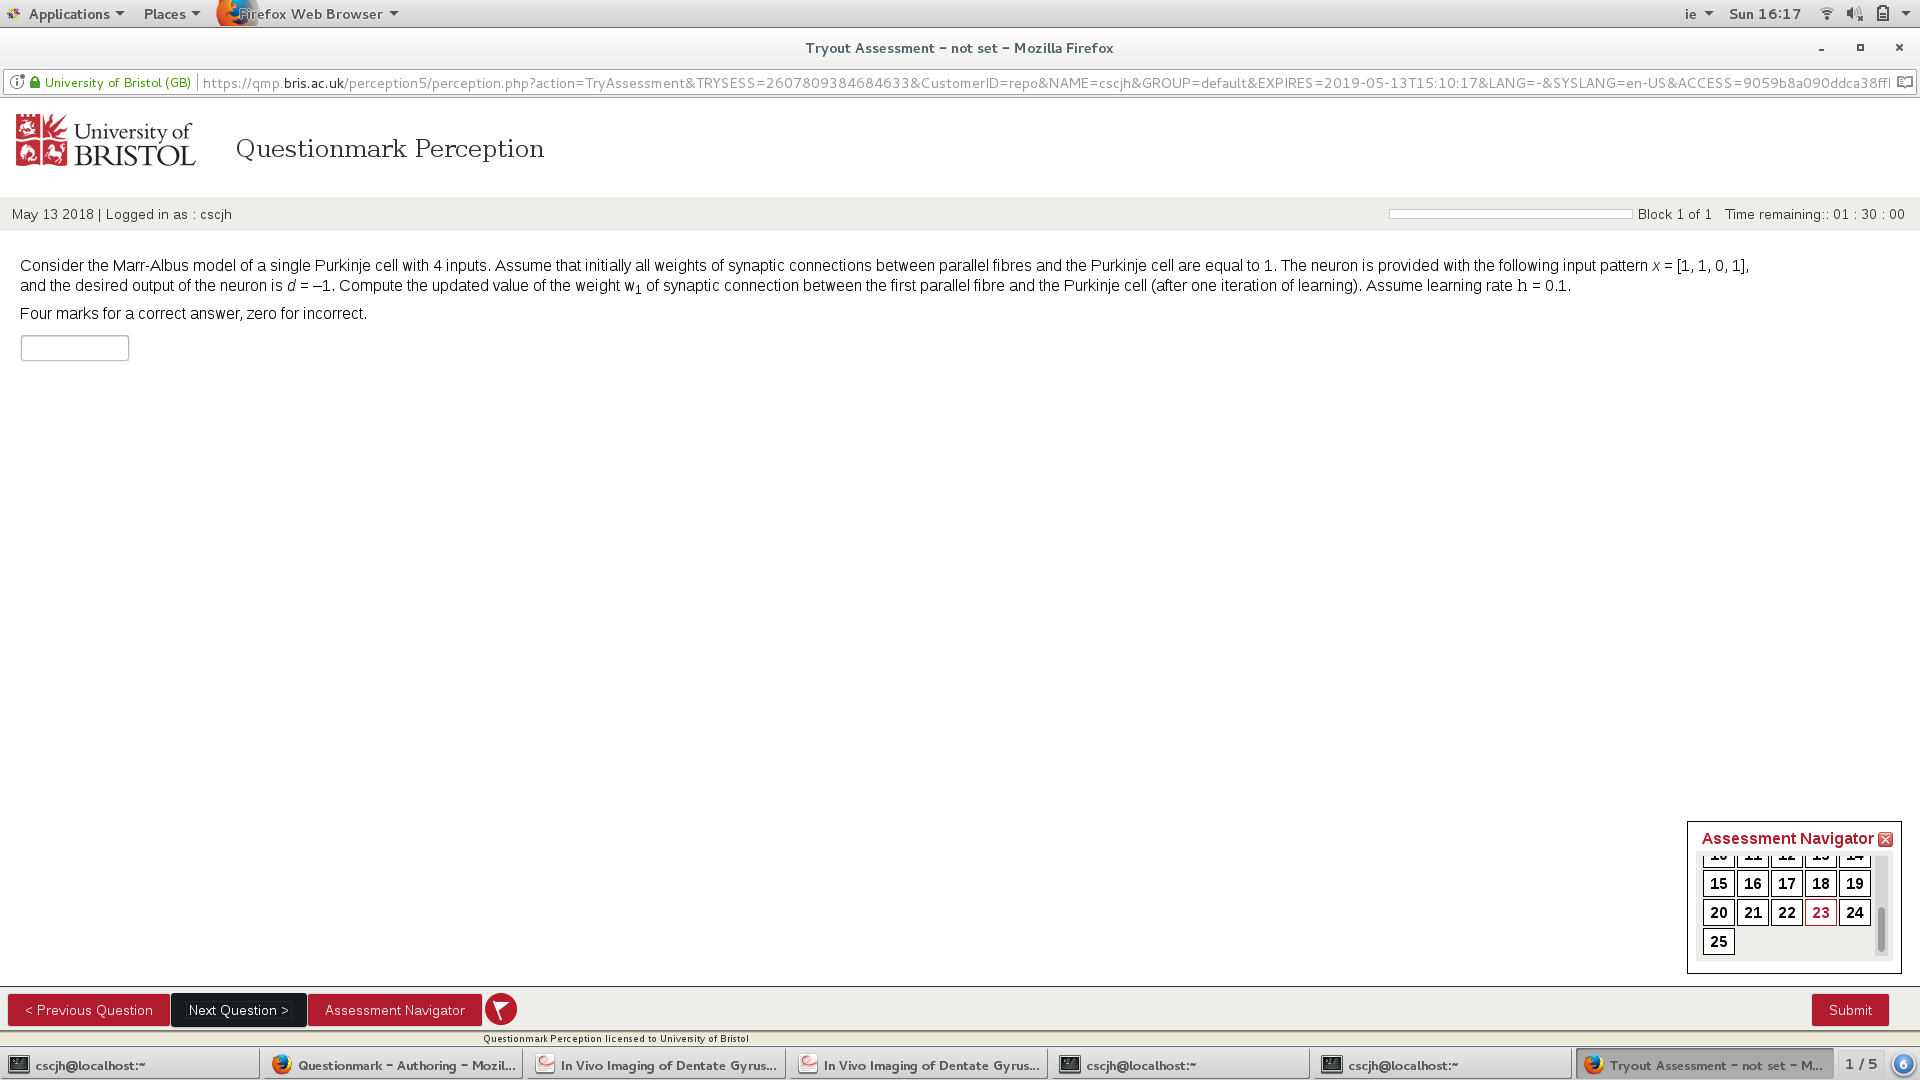 Applications Places Firefox Web Browser ie Sun 16:17
Tryout Assessment – not set – Mozilla Firefox
University of Bristol (GB) https://qmp.bris.ac.uk/perception5/perception.php?action=TryAssessment&TRYSESS=2607809384684633&CustomerID=repo&NAME=cscjh&GROUP=default&EXPIRES=2019-05-13T15:10:17&LANG=-&SYSLANG=en-US&ACCESS=9059b8a090ddca38ffl
University of
BRISTOL
Questionmark Perception
May 13 2018 | Logged in as : cscjh Block 1 of 1 Time remaining:: 01 : 30 : 00
Consider the Marr-Albus model of a single Purkinje cell with 4 inputs. Assume that initially all weights of synaptic connections between parallel fibres and the Purkinje cell are equal to 1. The neuron is provided with the following input pattern x = [1, 1, 0, 1],
and the desired output of the neuron is d = –1. Compute the updated value of the weight w1 of synaptic connection between the first parallel fibre and the Purkinje cell (after one iteration of learning). Assume learning rate h = 0.1.
Four marks for a correct answer, zero for incorrect.
Assessment Navigator
10 11 12 13 14
15 16 17 18 19
20 21 22 23 24
25
< Previous Question Next Question > Assessment Navigator Submit
Questionmark Perception licensed to University of Bristol
cscjh@localhost:~ Questionmark – Authoring – Mozil... In Vivo Imaging of Dentate Gyrus... In Vivo Imaging of Dentate Gyrus... cscjh@localhost:~ cscjh@localhost:~ Tryout Assessment – not set – M... 1 / 5 6